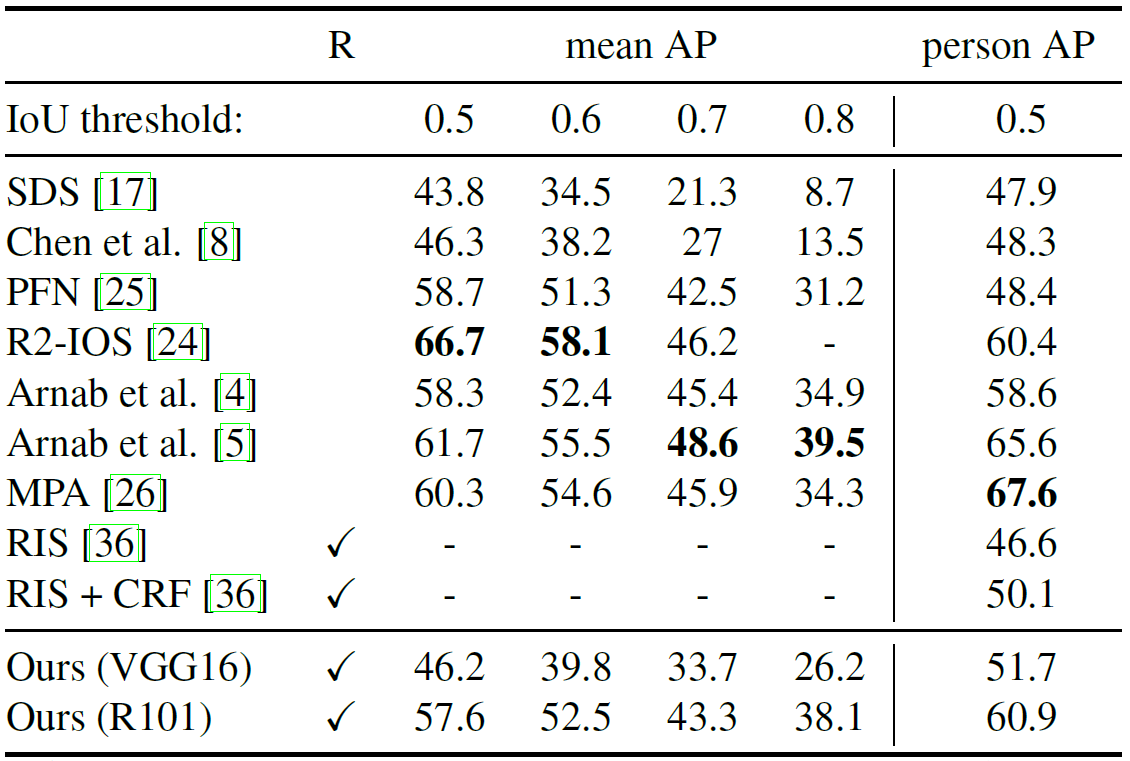 R mean AP person AP
IoU threshold: 0.5 0.6 0.7 0.8 0.5
SDS [17] 43.8 34.5 21.3 8.7 47.9
Chen et al. [8] 46.3 38.2 27 13.5 48.3
PFN [25] 58.7 51.3 42.5 31.2 48.4
R2-IOS [24] 66.7 58.1 46.2 - 60.4
Arnab et al. [4] 58.3 52.4 45.4 34.9 58.6
Arnab et al. [5] 61.7 55.5 48.6 39.5 65.6
MPA [26] 60.3 54.6 45.9 34.3 67.6
RIS [36] ✓ - - - - 46.6
RIS + CRF [36] ✓ - - - - 50.1
Ours (VGG16) ✓ 46.2 39.8 33.7 26.2 51.7
Ours (R101) ✓ 57.6 52.5 43.3 38.1 60.9